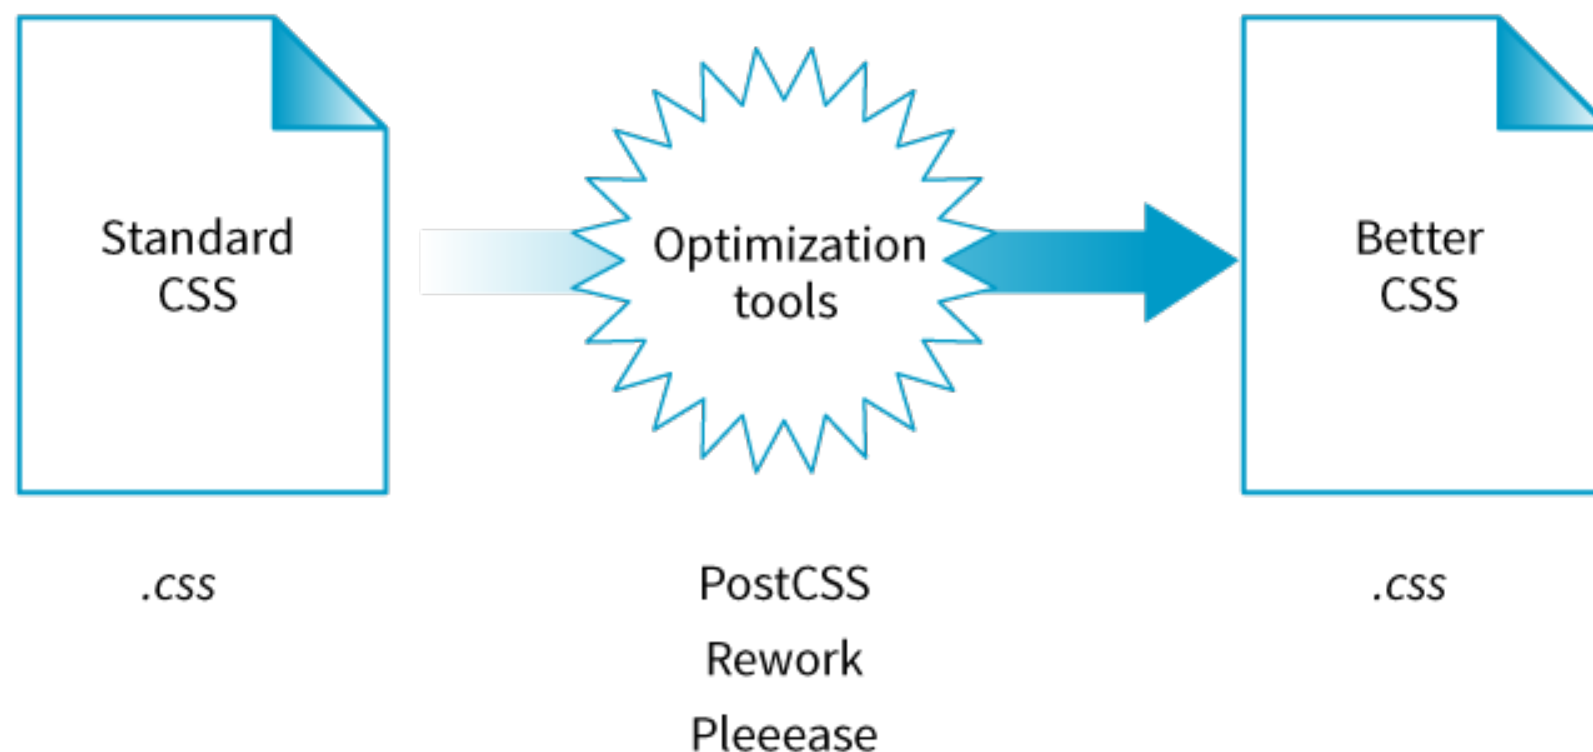 Standard
CSS
Optimization
tools
Better
CSS
.css
PostCSS
Rework
Pleeease
.css